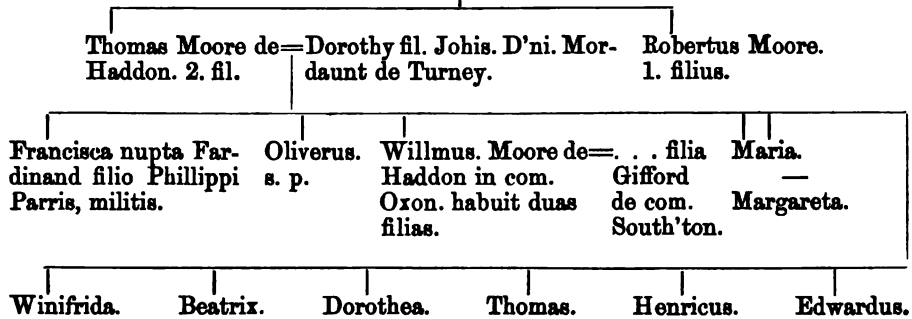 Thomas Moore de=Dorothy fil. Johis. D'ni. Mor-
Haddon. 2. fil. daunt de Turney.
Robertus Moore.
1. filius.
Francisca nupta Far-
dinand filio Phillippi
Parris, militis.
Oliverus.
s. p.
Willmus. Moore de=. . . filia
Haddon in com. Gifford
Oxon. habuit duas de com.
filias. South'ton.
Maria.
—
Margareta.
Winifrida. Beatrix. Dorothea. Thomas. Henricus. Edwardus.